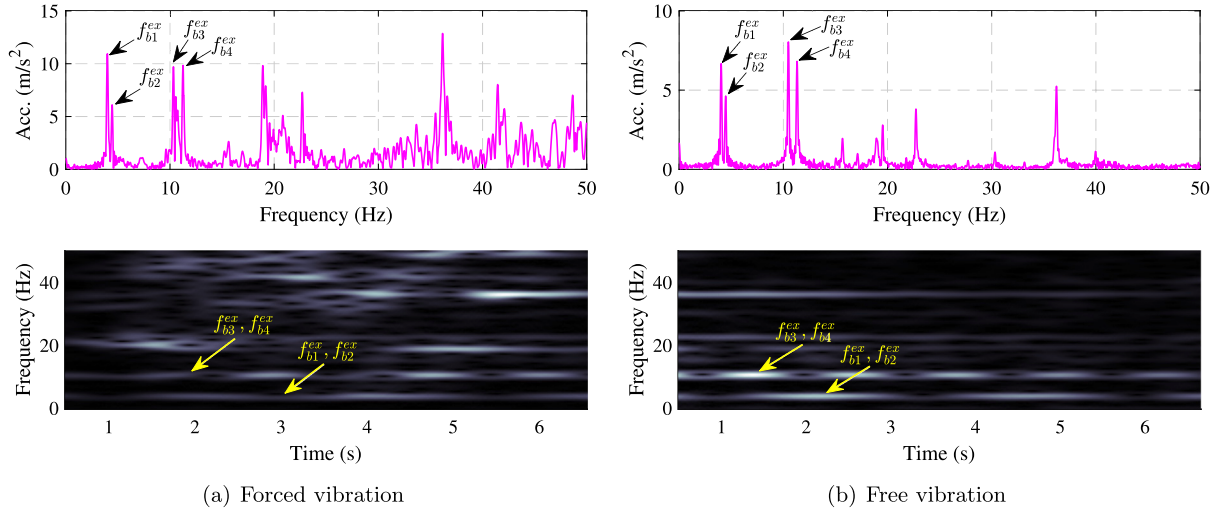 15
10
5
0
Acc. (m/s²)
f_{b1}^{ex}
f_{b2}^{ex}
f_{b3}^{ex}
f_{b4}^{ex}
0 10 20 30 40 50
Frequency (Hz)
10
5
0
Acc. (m/s²)
f_{b1}^{ex}
f_{b2}^{ex}
f_{b3}^{ex}
f_{b4}^{ex}
0 10 20 30 40 50
Frequency (Hz)
40
20
0
Frequency (Hz)
f_{b3}^{ex}, f_{b4}^{ex}
f_{b1}^{ex}, f_{b2}^{ex}
1 2 3 4 5 6
Time (s)
(a) Forced vibration
40
20
0
Frequency (Hz)
f_{b3}^{ex}, f_{b4}^{ex}
f_{b1}^{ex}, f_{b2}^{ex}
1 2 3 4 5 6
Time (s)
(b) Free vibration